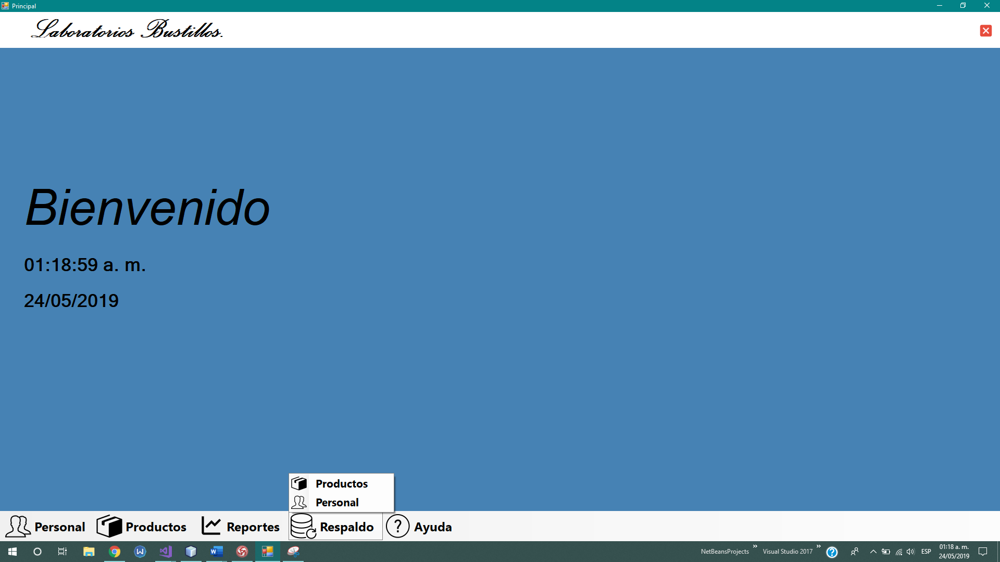 Principal
Laboratorios Bustillos.
Bienvenido
01:18:59 a. m.
24/05/2019
Productos
Personal
Personal Productos Reportes Respaldo ? Ayuda
NetBeansProjects » Visual Studio 2017 » ? ESP 01:18 a. m.
24/05/2019